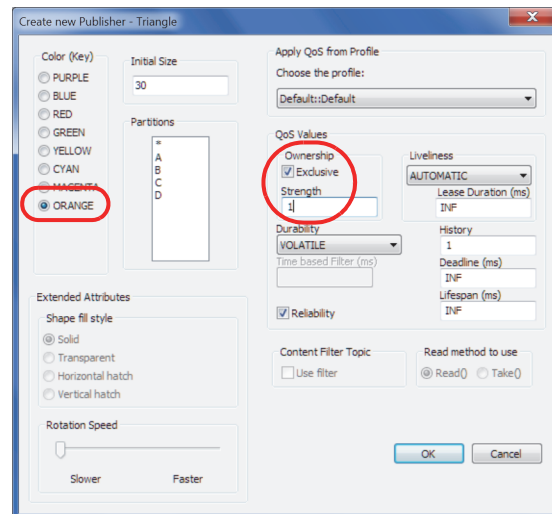 Create new Publisher - Triangle
Color (Key)
PURPLE
BLUE
RED
GREEN
YELLOW
CYAN
MAGENTA
ORANGE
Initial Size
30
Partitions
*
A
B
C
D
Extended Attributes
Shape fill style
Solid
Transparent
Horizontal hatch
Vertical hatch
Rotation Speed
Slower Faster
Apply QoS from Profile
Choose the profile:
Default::Default
QoS Values
Ownership
Exclusive
Strength
1
Liveliness
AUTOMATIC
Lease Duration (ms)
INF
Durability
VOLATILE
Time based Filter (ms)
Reliability
History
1
Deadline (ms)
INF
Lifespan (ms)
INF
Content Filter Topic
Use filter
Read method to use
Read() Take()
OK Cancel